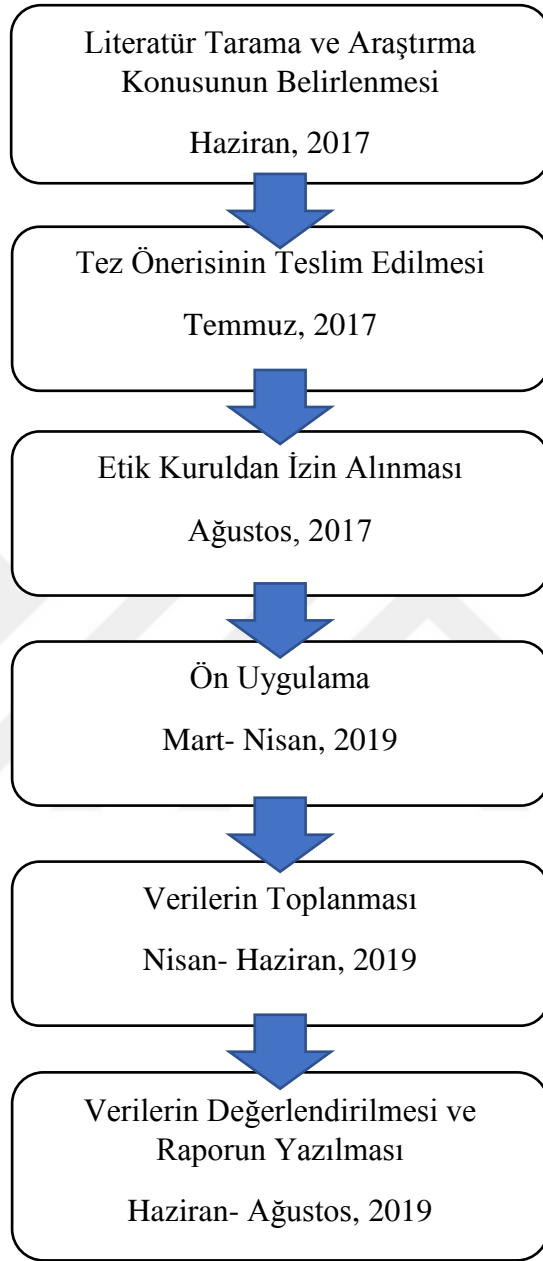 Literatür Tarama ve Araştırma
Konusunun Belirlenmesi
Haziran, 2017
Tez Önerisinin Teslim Edilmesi
Temmuz, 2017
Etik Kuruldan İzin Alınması
Ağustos, 2017
Ön Uygulama
Mart- Nisan, 2019
Verilerin Toplanması
Nisan- Haziran, 2019
Verilerin Değerlendirilmesi ve
Raporun Yazılması
Haziran- Ağustos, 2019